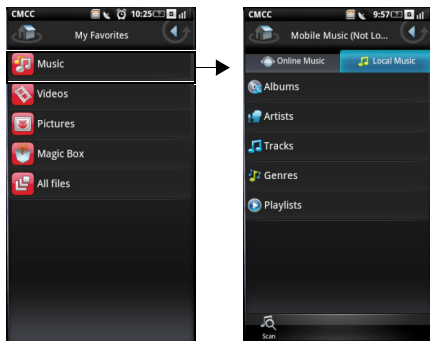 CMCC 10:25
My Favorites
Music
Videos
Pictures
Magic Box
All files
CMCC 9:57
Mobile Music (Not Lo...
Online Music Local Music
Albums
Artists
Tracks
Genres
Playlists
Scan